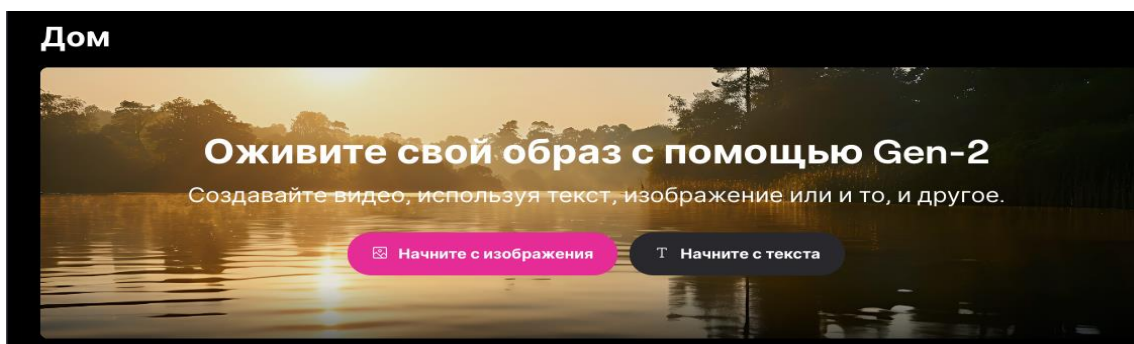 Дом
Оживите свой образ с помощью Gen-2
Создавайте видео, используя текст, изображение или и то, и другое.
Начните с изображения
T Начните с текста